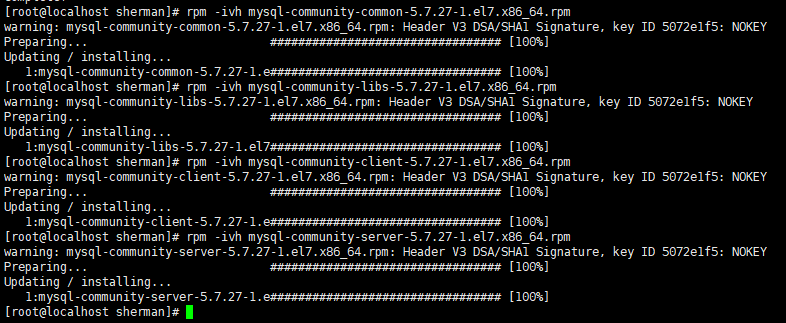 [root@localhost sherman]# rpm -ivh mysql-community-common-5.7.27-1.el7.x86_64.rpm
warning: mysql-community-common-5.7.27-1.el7.x86_64.rpm: Header V3 DSA/SHA1 Signature, key ID 5072e1f5: NOKEY
Preparing...                          ################################# [100%]
Updating / installing...
   1:mysql-community-common-5.7.27-1.e################################# [100%]
[root@localhost sherman]# rpm -ivh mysql-community-libs-5.7.27-1.el7.x86_64.rpm
warning: mysql-community-libs-5.7.27-1.el7.x86_64.rpm: Header V3 DSA/SHA1 Signature, key ID 5072e1f5: NOKEY
Preparing...                          ################################# [100%]
Updating / installing...
   1:mysql-community-libs-5.7.27-1.el7################################# [100%]
[root@localhost sherman]# rpm -ivh mysql-community-client-5.7.27-1.el7.x86_64.rpm
warning: mysql-community-client-5.7.27-1.el7.x86_64.rpm: Header V3 DSA/SHA1 Signature, key ID 5072e1f5: NOKEY
Preparing...                          ################################# [100%]
Updating / installing...
   1:mysql-community-client-5.7.27-1.e################################# [100%]
[root@localhost sherman]# rpm -ivh mysql-community-server-5.7.27-1.el7.x86_64.rpm
warning: mysql-community-server-5.7.27-1.el7.x86_64.rpm: Header V3 DSA/SHA1 Signature, key ID 5072e1f5: NOKEY
Preparing...                          ################################# [100%]
Updating / installing...
   1:mysql-community-server-5.7.27-1.e################################# [100%]
[root@localhost sherman]#